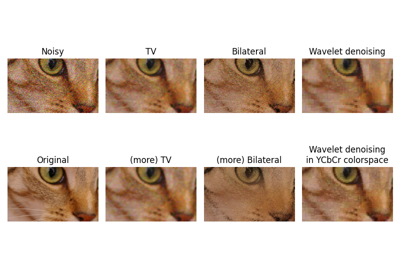 Noisy
TV
Bilateral
Wavelet denoising
Original
(more) TV
(more) Bilateral
Wavelet denoising
in YCbCr colorspace